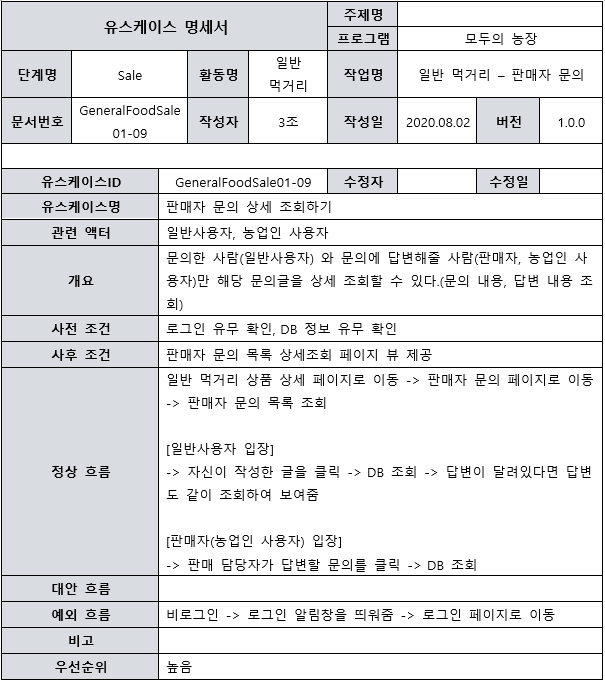 유스케이스 명세서
주제명
프로그램 모두의 농장
단계명 Sale 활동명 일반
먹거리 작업명 일반 먹거리 – 판매자 문의
문서번호 GeneralFoodSale
01-09 작성자 3조 작성일 2020.08.02 버전 1.0.0
유스케이스ID GeneralFoodSale01-09 수정자 수정일
유스케이스명 판매자 문의 상세 조회하기
관련 액터 일반사용자, 농업인 사용자
개요 문의한 사람(일반사용자) 와 문의에 답변해줄 사람(판매자, 농업인 사
용자)만 해당 문의글을 상세 조회할 수 있다.(문의 내용, 답변 내용 조
회)
사전 조건 로그인 유무 확인, DB 정보 유무 확인
사후 조건 판매자 문의 목록 상세조회 페이지 뷰 제공
정상 흐름 일반 먹거리 상품 상세 페이지로 이동 -> 판매자 문의 페이지로 이동
-> 판매자 문의 목록 조회
[일반사용자 입장]
-> 자신이 작성한 글을 클릭 -> DB 조회 -> 답변이 달려있다면 답변
도 같이 조회하여 보여줌
[판매자(농업인 사용자) 입장]
-> 판매 담당자가 답변할 문의를 클릭 -> DB 조회
대안 흐름
예외 흐름 비로그인 -> 로그인 알림창을 띄워줌 -> 로그인 페이지로 이동
비고
우선순위 높음